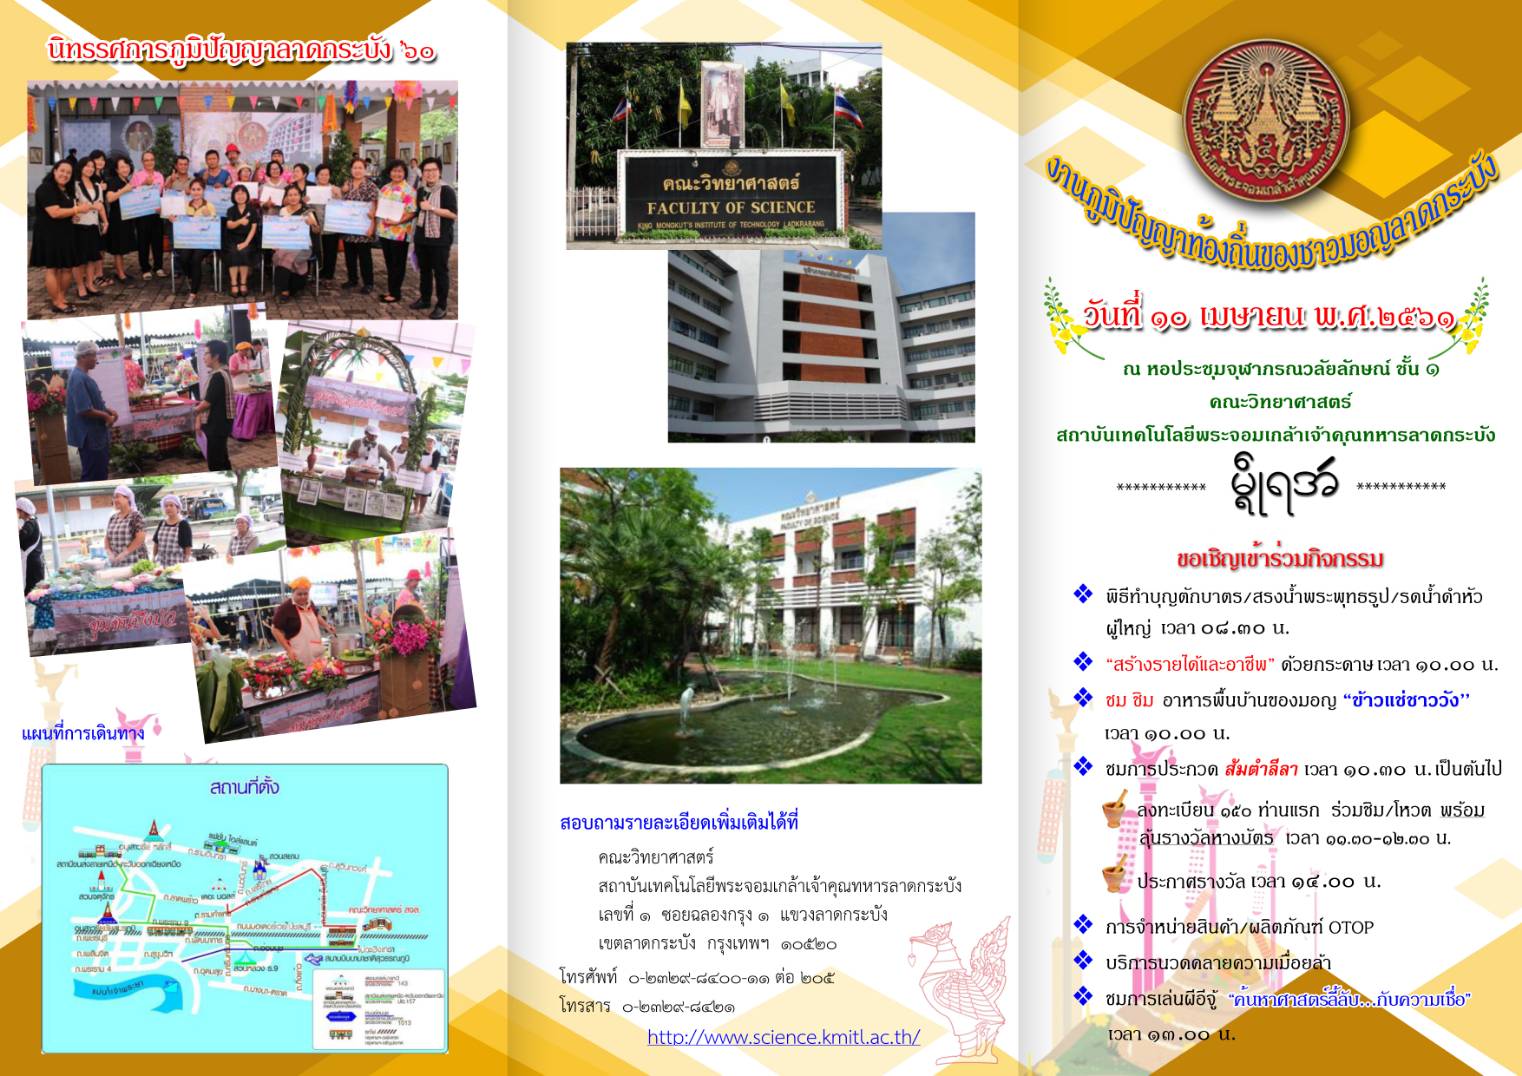 นิทรรศการภูมิปัญญาลาดกระบัง '๖๑
แผนที่การเดินทาง
สถานที่ตั้ง
คณะวิทยาศาสตร์
FACULTY OF SCIENCE
KING MONGKUT'S INSTITUTE OF TECHNOLOGY LADKRABANG
คณะวิทยาศาสตร์
FACULTY OF SCIENCE
สอบถามรายละเอียดเพิ่มเติมได้ที่
คณะวิทยาศาสตร์
สถาบันเทคโนโลยีพระจอมเกล้าเจ้าคุณทหารลาดกระบัง
เลขที่ ๑ ซอยฉลองกรุง ๑ แขวงลาดกระบัง
เขตลาดกระบัง กรุงเทพฯ ๑๐๕๒๐
โทรศัพท์ ๐-๒๓๒๙-๘๔๐๐-๑๑ ต่อ ๒๐๕
โทรสาร ๐-๒๓๒๙-๘๔๒๑
http://www.science.kmitl.ac.th/
งานภูมิปัญญาท้องถิ่นของชาวมอญลาดกระบัง
วันที่ ๑๐ เมษายน พ.ศ.๒๕๖๑
ณ หอประชุมจุฬาภรณวลัยลักษณ์ ชั้น ๑
คณะวิทยาศาสตร์
สถาบันเทคโนโลยีพระจอมเกล้าเจ้าคุณทหารลาดกระบัง
*********** ***********
ขอเชิญเข้าร่วมกิจกรรม
❖ พิธีทำบุญตักบาตร/สรงน้ำพระพุทธรูป/รดน้ำดำหัว
ผู้ใหญ่ เวลา ๐๘.๓๐ น.
❖ "สร้างรายได้และอาชีพ" ด้วยกระดาษ เวลา ๑๐.๐๐ น.
❖ ชม ชิม อาหารพื้นบ้านของมอญ "ข้าวแช่ชาววัง"
เวลา ๑๐.๐๐ น.
❖ ชมการประกวด ส้มตำลีลา เวลา ๑๐.๓๐ น. เป็นต้นไป
ลงทะเบียน ๑๕๐ ท่านแรก ร่วมชิม/โหวต พร้อม
ลุ้นรางวัลหางบัตร เวลา ๑๑.๓๐-๑๒.๓๐ น.
ประกาศรางวัล เวลา ๑๔.๐๐ น.
❖ การจำหน่ายสินค้า/ผลิตภัณฑ์ OTOP
❖ บริการนวดคลายความเมื่อยล้า
❖ ชมการเล่นผีอีจู้ "ค้นหาศาสตร์ลี้ลับ...กับความเชื่อ"
เวลา ๑๓.๐๐ น.